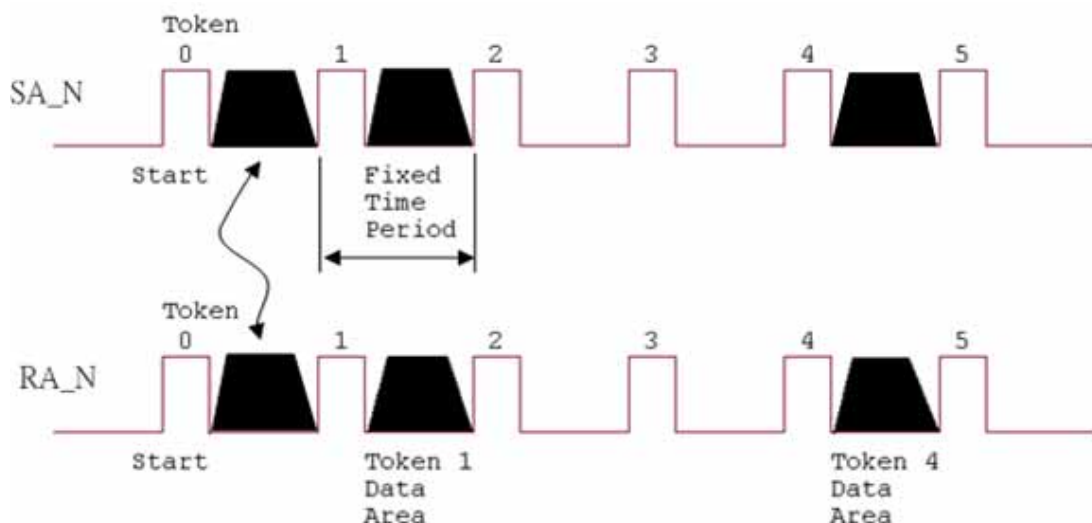 Token
0 1 2 3 4 5
SA_N
Start
Fixed
Time
Period
Token
0 1 2 3 4 5
RA_N
Start
Token 1
Data
Area
Token 4
Data
Area